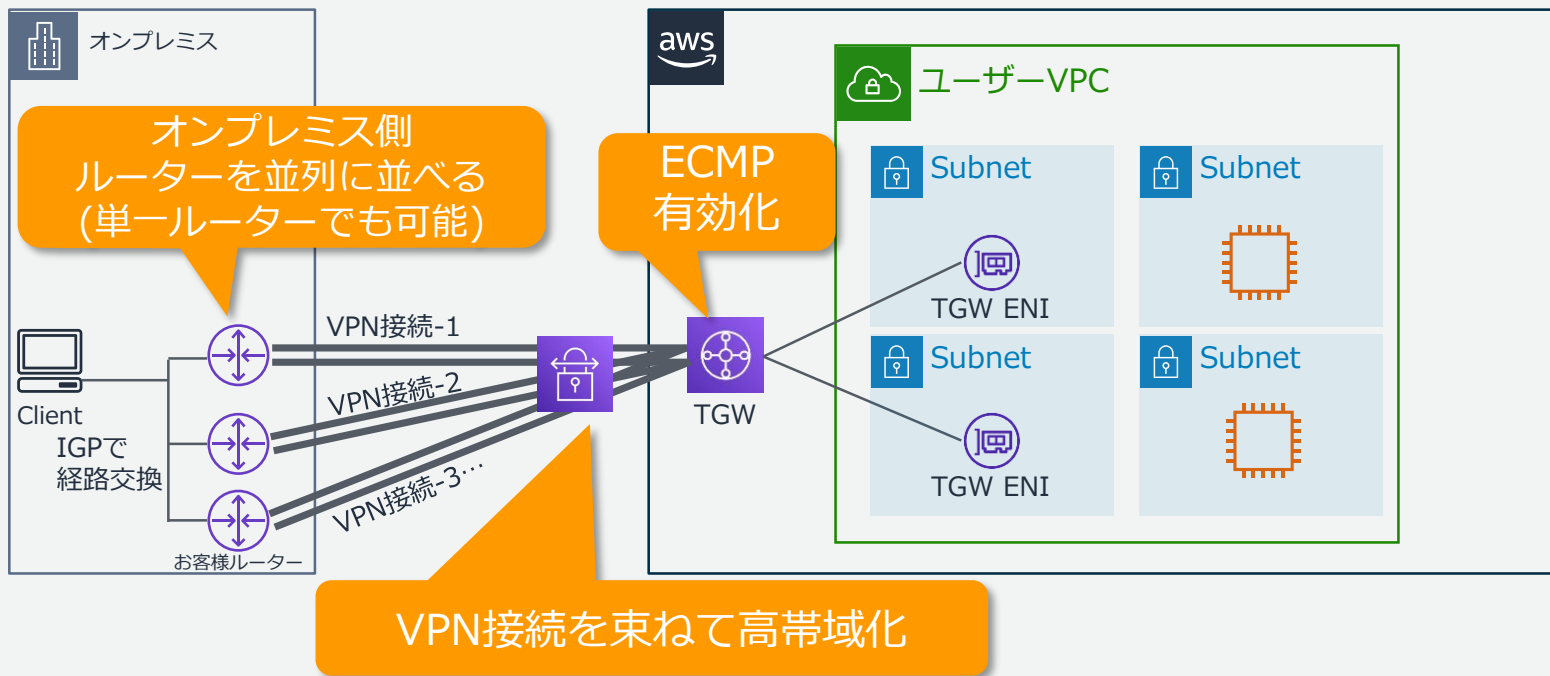 オンプレミス
aws
ユーザーVPC
オンプレミス側
ルーターを並列に並べる
(単一ルーターでも可能)
ECMP
有効化
Subnet
Subnet
TGW ENI
VPN接続-1
VPN接続-2
VPN接続-3…
Client
IGPで
経路交換
お客様ルーター
TGW
Subnet
Subnet
TGW ENI
VPN接続を束ねて高帯域化